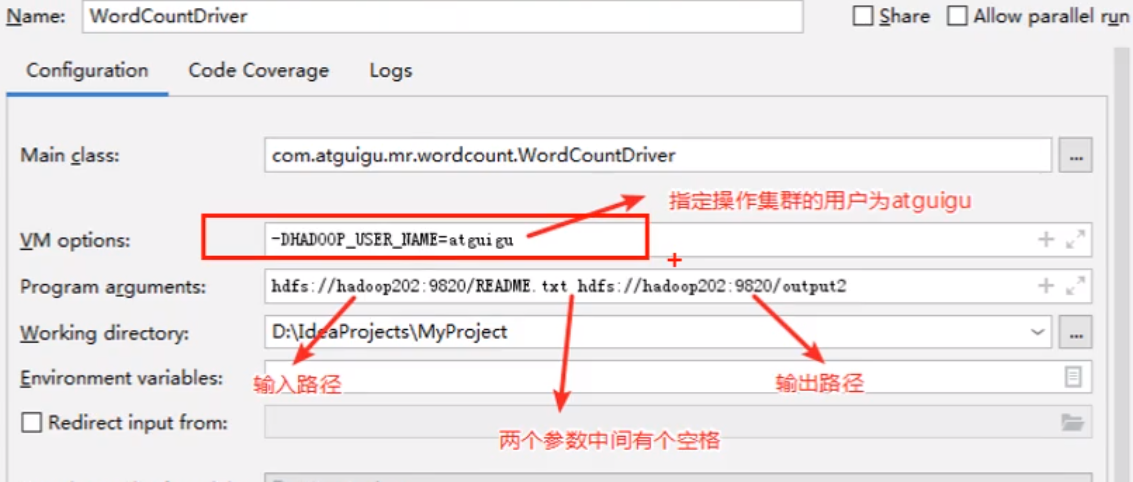 Name: WordCountDriver Share Allow parallel run
Configuration Code Coverage Logs
Main class: com.atguigu.mr.wordcount.WordCountDriver ...
指定操作集群的用户为atguigu
VM options: -DHADOOP_USER_NAME=atguigu
Program arguments: hdfs://hadoop202:9820/README.txt hdfs://hadoop202:9820/output2
Working directory: D:\IdeaProjects\MyProject ...
Environment variables:
输入路径 输出路径
Redirect input from:
两个参数中间有个空格